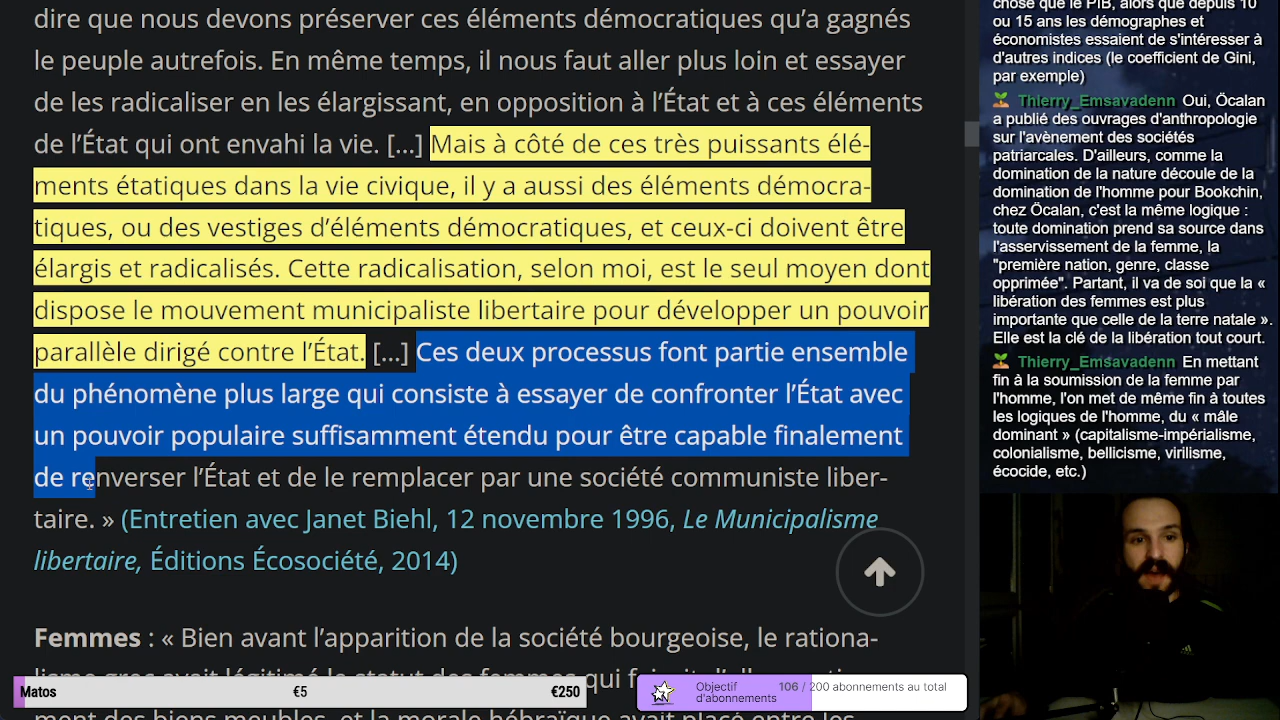 dire que nous devons préserver ces éléments démocratiques qu’a gagnés
le peuple autrefois. En même temps, il nous faut aller plus loin et essayer
de les radicaliser en les élargissant, en opposition à l’État et à ces éléments
de l’État qui ont envahi la vie. [...] Mais à côté de ces très puissants élé-
ments étatiques dans la vie civique, il y a aussi des éléments démocra-
tiques, ou des vestiges d’éléments démocratiques, et ceux-ci doivent être
élargis et radicalisés. Cette radicalisation, selon moi, est le seul moyen dont
dispose le mouvement municipaliste libertaire pour développer un pouvoir
parallèle dirigé contre l’État. [...] Ces deux processus font partie ensemble
du phénomène plus large qui consiste à essayer de confronter l’État avec
un pouvoir populaire suffisamment étendu pour être capable finalement
de renverser l’État et de le remplacer par une société communiste liber-
taire. » (Entretien avec Janet Biehl, 12 novembre 1996, Le Municipalisme
libertaire, Éditions Écosociété, 2014)
Femmes : « Bien avant l’apparition de la société bourgeoise, le rationa-
Matos €5 €250
Objectif
d'abonnements
106 / 200 abonnements au total
chose que le PIB, alors que depuis 10
ou 15 ans les démographes et
économistes essaient de s'intéresser à
d'autres indices (le coefficient de Gini,
par exemple)
Thierry_Emsavadenn Oui, Öcalan
a publié des ouvrages d'anthropologie
sur l'avènement des sociétés
patriarcales. D'ailleurs, comme la
domination de la nature découle de la
domination de l'homme pour Bookchin,
chez Öcalan, c'est la même logique :
toute domination prend sa source dans
l'asservissement de la femme, la
"première nation, genre, classe
opprimée". Partant, il va de soi que la «
libération des femmes est plus
importante que celle de la terre natale ».
Elle est la clé de la libération tout court.
Thierry_Emsavadenn En mettant
fin à la soumission de la femme par
l'homme, l'on met de même fin à toutes
les logiques de l'homme, du « mâle
dominant » (capitalisme-impérialisme,
colonialisme, bellicisme, virilisme,
écocide, etc.)